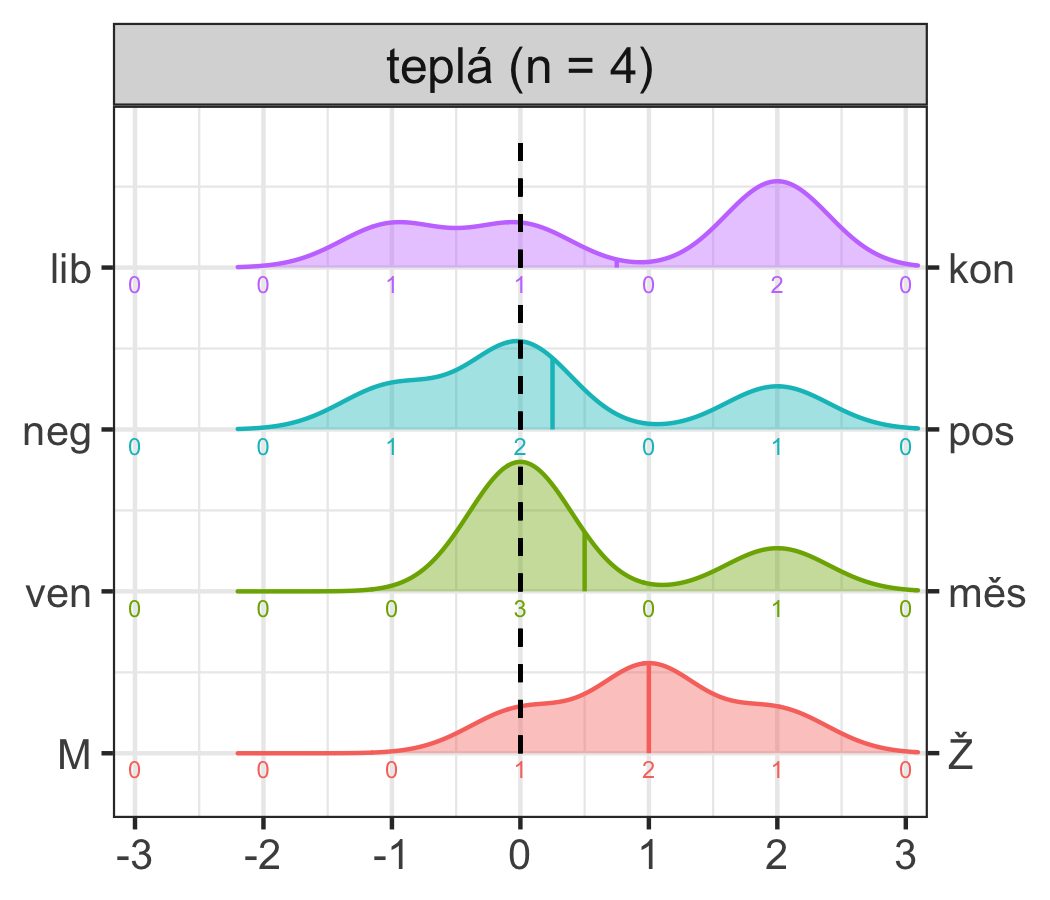 teplá (n = 4)
lib kon
0 0 1 1 0 2 0
neg pos
0 0 1 2 0 1 0
ven měs
0 0 0 3 0 1 0
M Ž
0 0 0 1 2 1 0
-3 -2 -1 0 1 2 3